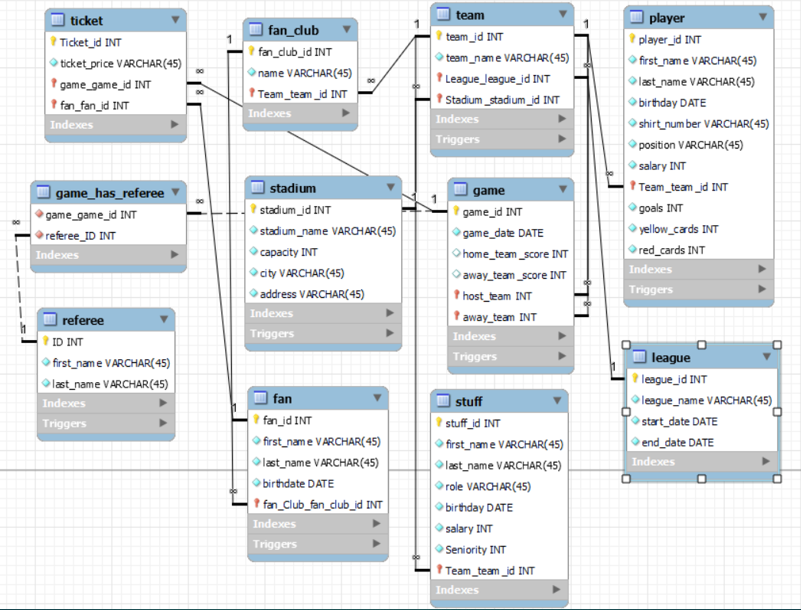 ticket
Ticket_id INT
ticket_price VARCHAR(45)
game_game_id INT
fan_fan_id INT
Indexes
fan_club
fan_club_id INT
name VARCHAR(45)
Team_team_id INT
Indexes
team
team_id INT
team_name VARCHAR(45)
League_league_id INT
Stadium_stadium_id INT
Indexes
Triggers
player
player_id INT
first_name VARCHAR(45)
last_name VARCHAR(45)
birthday DATE
shirt_number VARCHAR(45)
position VARCHAR(45)
salary INT
Team_team_id INT
goals INT
yellow_cards INT
red_cards INT
Indexes
Triggers
game_has_referee
game_game_id INT
referee_ID INT
Indexes
stadium
stadium_id INT
stadium_name VARCHAR(45)
capacity INT
city VARCHAR(45)
address VARCHAR(45)
Indexes
Triggers
game
game_id INT
game_date DATE
home_team_score INT
away_team_score INT
host_team INT
away_team INT
Indexes
Triggers
referee
ID INT
first_name VARCHAR(45)
last_name VARCHAR(45)
Indexes
Triggers
fan
fan_id INT
first_name VARCHAR(45)
last_name VARCHAR(45)
birthdate DATE
fan_Club_fan_club_id INT
Indexes
Triggers
stuff
stuff_id INT
first_name VARCHAR(45)
last_name VARCHAR(45)
role VARCHAR(45)
birthday DATE
salary INT
Seniority INT
Team_team_id INT
Indexes
league
league_id INT
league_name VARCHAR(45)
start_date DATE
end_date DATE
Indexes
1
∞
∞
1
∞
1
1
∞
∞
∞
1
1
∞
∞
1
∞
∞
1
1
∞
∞
1